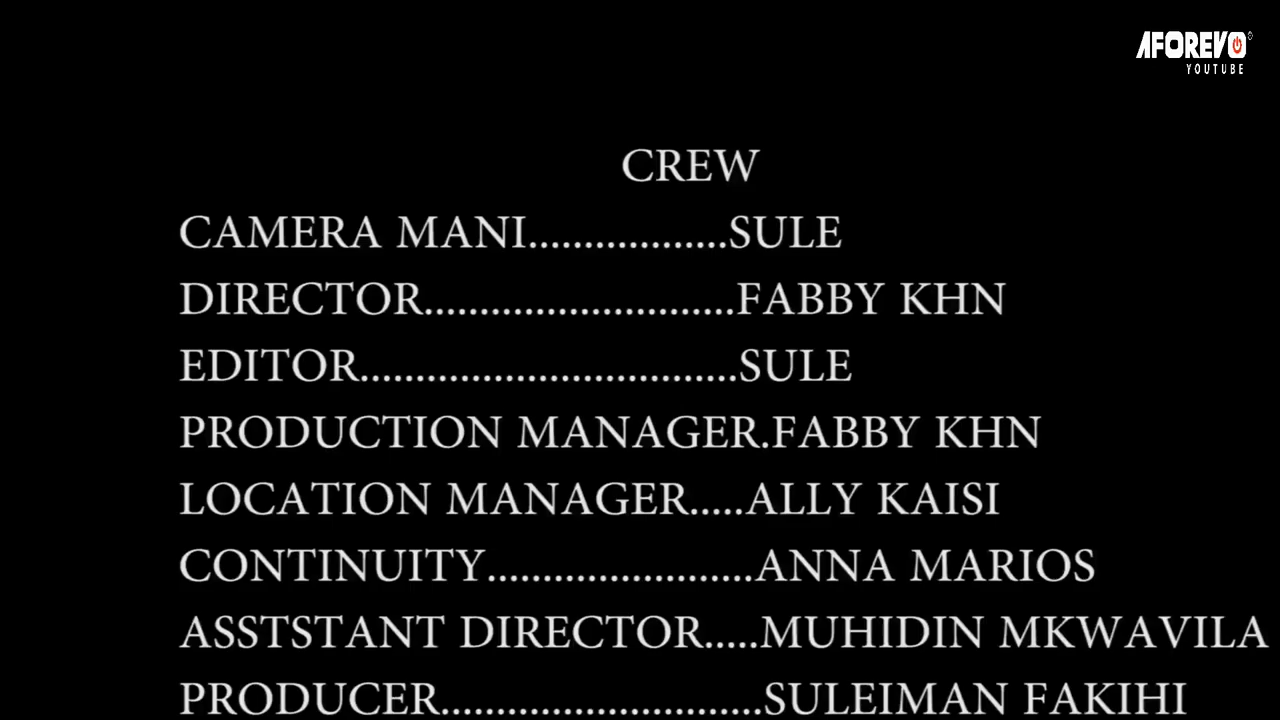 AFOREVO
YOUTUBE
CREW
CAMERA MANI..................SULE
DIRECTOR............................FABBY KHN
EDITOR..................................SULE
PRODUCTION MANAGER.FABBY KHN
LOCATION MANAGER.....ALLY KAISI
CONTINUITY........................ANNA MARIOS
ASSTSTANT DIRECTOR.....MUHIDIN MKWAVILA
PRODUCER.............................SULEIMAN FAKIHI